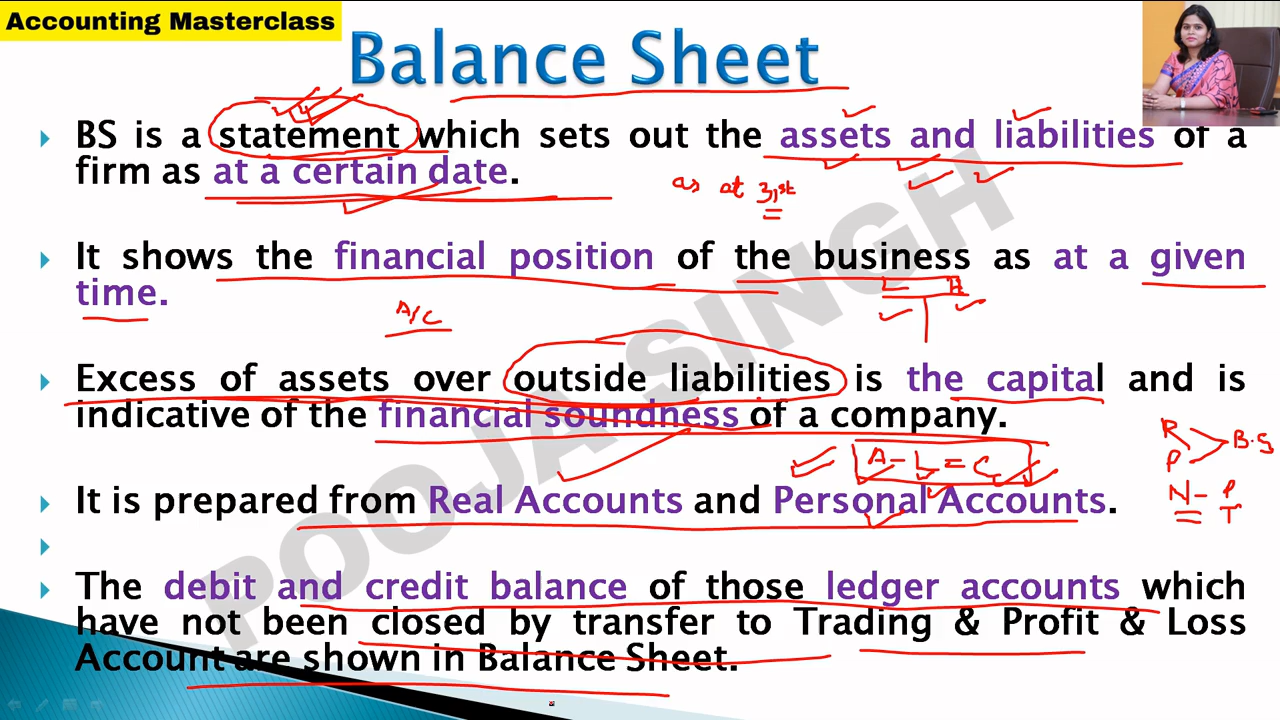 Accounting Masterclass
Balance Sheet
BS is a statement which sets out the assets and liabilities of a
firm as at a certain date.
as at 31st
It shows the financial position of the business as at a given
time.
L A
A/C
Excess of assets over outside liabilities is the capital and is
indicative of the financial soundness of a company.
R
P
B.S
A - L = C
It is prepared from Real Accounts and Personal Accounts.
N - P
T
The debit and credit balance of those ledger accounts which
have not been closed by transfer to Trading & Profit & Loss
Account are shown in Balance Sheet.
POOJA SINGH